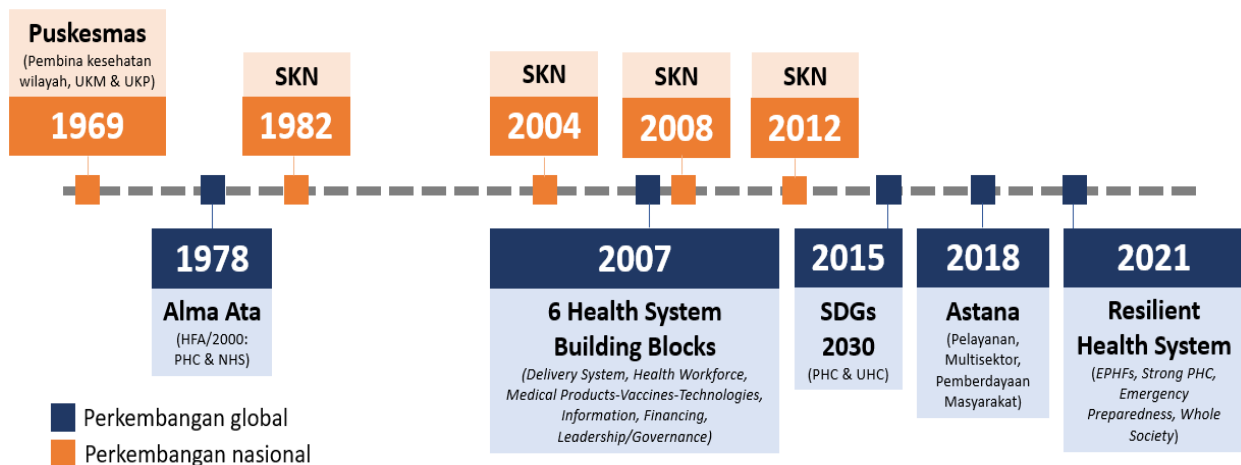 Puskesmas
(Pembina kesehatan
wilayah, UKM & UKP)
1969
SKN
1982
SKN
2004
SKN
2008
SKN
2012
1978
Alma Ata
(HFA/2000:
PHC & NHS)
2007
6 Health System
Building Blocks
(Delivery System, Health Workforce,
Medical Products-Vaccines-Technologies,
Information, Financing,
Leadership/Governance)
2015
SDGs
2030
(PHC & UHC)
2018
Astana
(Pelayanan,
Multisektor,
Pemberdayaan
Masyarakat)
2021
Resilient
Health System
(EPHFs, Strong PHC,
Emergency
Preparedness, Whole
Society)
Perkembangan global
Perkembangan nasional